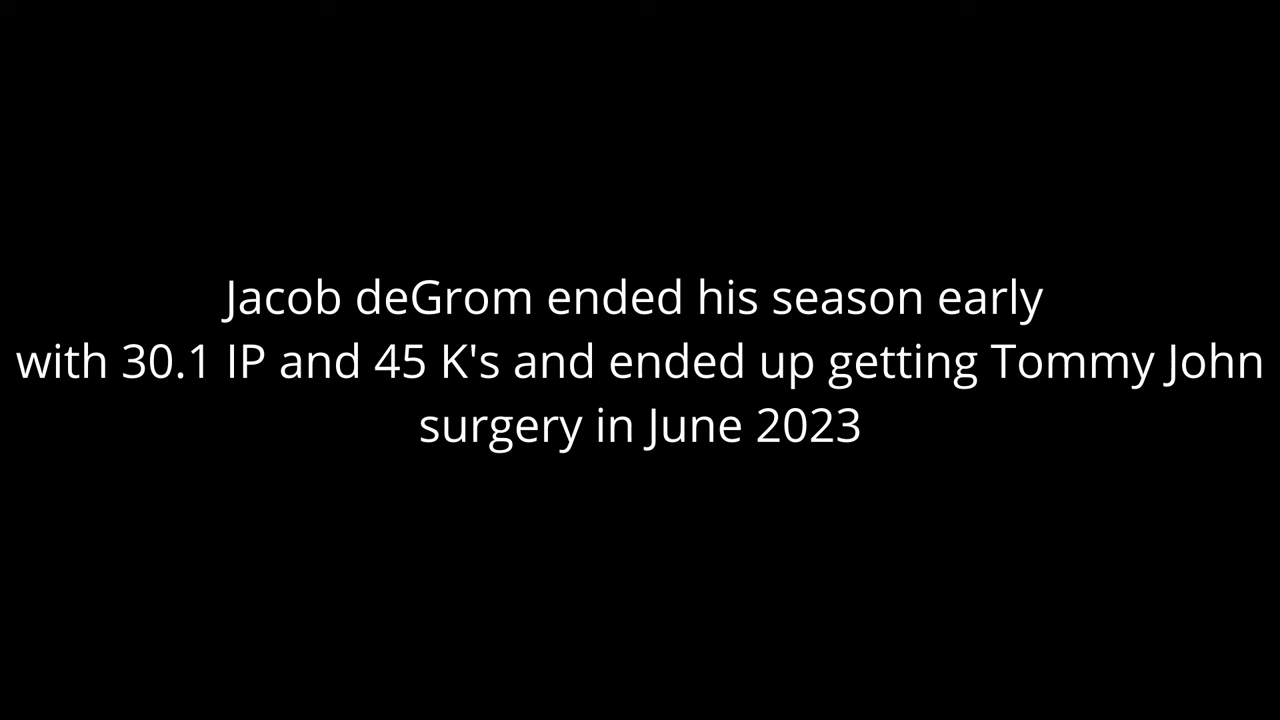 Jacob deGrom ended his season early
with 30.1 IP and 45 K's and ended up getting Tommy John
surgery in June 2023